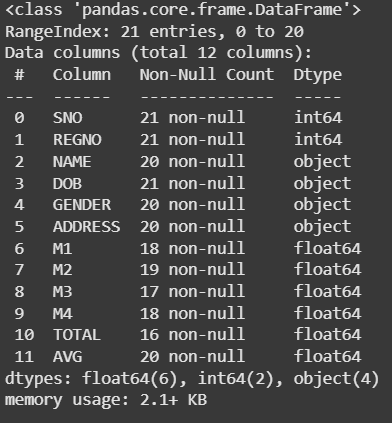 <class 'pandas.core.frame.DataFrame'>
RangeIndex: 21 entries, 0 to 20
Data columns (total 12 columns):
 #   Column   Non-Null Count  Dtype
---  ------   --------------  -----
 0   SNO      21 non-null     int64
 1   REGNO    21 non-null     int64
 2   NAME     20 non-null     object
 3   DOB      21 non-null     object
 4   GENDER   20 non-null     object
 5   ADDRESS  20 non-null     object
 6   M1       18 non-null     float64
 7   M2       19 non-null     float64
 8   M3       17 non-null     float64
 9   M4       18 non-null     float64
 10  TOTAL    16 non-null     float64
 11  AVG      20 non-null     float64
dtypes: float64(6), int64(2), object(4)
memory usage: 2.1+ KB